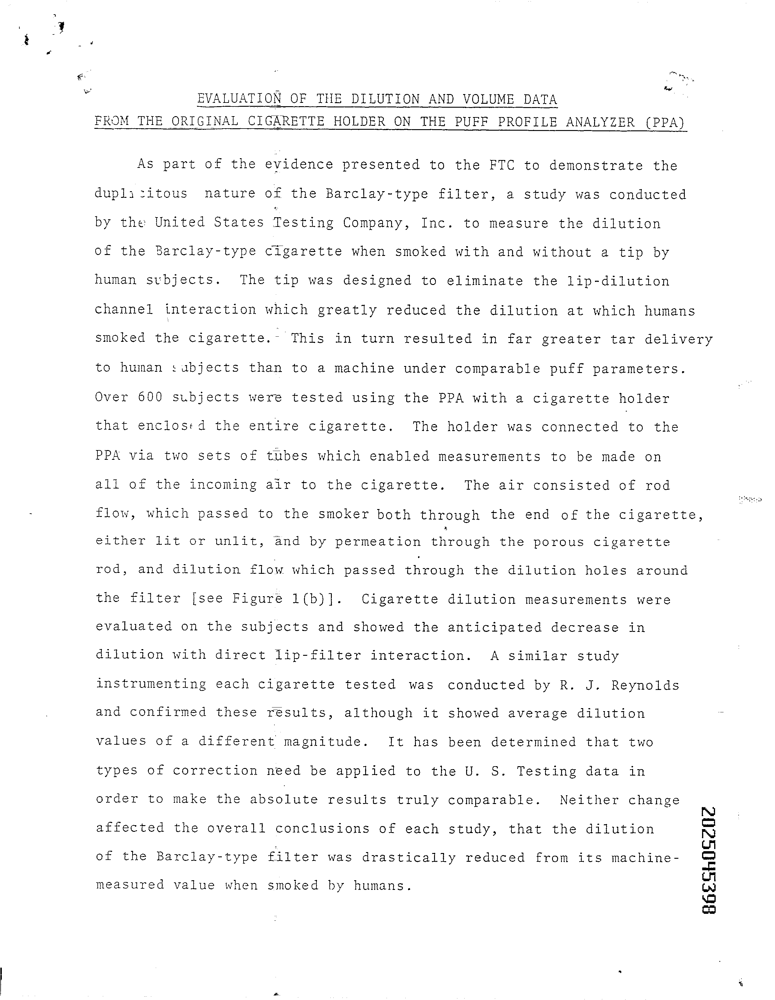 EVALUATION OF THE DILUTION AND VOLUME DATA
FROM THE ORIGINAL CIGARETTE HOLDER ON THE PUFF PROFILE ANALYZER (PPA)
As part of the evidence presented to the FTC to demonstrate the
duplicitous nature of the Barclay-type filter, a study was conducted
by the United States Testing Company, Inc. to measure the dilution
of the Barclay-type cigarette when smoked with and without a tip by
human subjects. The tip was designed to eliminate the lip-dilution
channel interaction which greatly reduced the dilution at which humans
smoked the cigarette. This in turn resulted in far greater tar delivery
to human subjects than to a machine under comparable puff parameters.
Over 600 subjects were tested using the PPA with a cigarette holder
that enclosed the entire cigarette. The holder was connected to the
PPA via two sets of tubes which enabled measurements to be made on
all of the incoming air to the cigarette. The air consisted of rod
flow, which passed to the smoker both through the end of the cigarette,
either lit or unlit, and by permeation through the porous cigarette
rod, and dilution flow which passed through the dilution holes around
the filter [see Figure 1(b)]. Cigarette dilution measurements were
evaluated on the subjects and showed the anticipated decrease in
dilution with direct lip-filter interaction. A similar study
instrumenting each cigarette tested was conducted by R. J. Reynolds
and confirmed these results, although it showed average dilution
values of a different magnitude. It has been determined that two
types of correction need be applied to the U. S. Testing data in
order to make the absolute results truly comparable. Neither change
affected the overall conclusions of each study, that the dilution
of the Barclay-type filter was drastically reduced from its machine-
measured value when smoked by humans.
2025045398